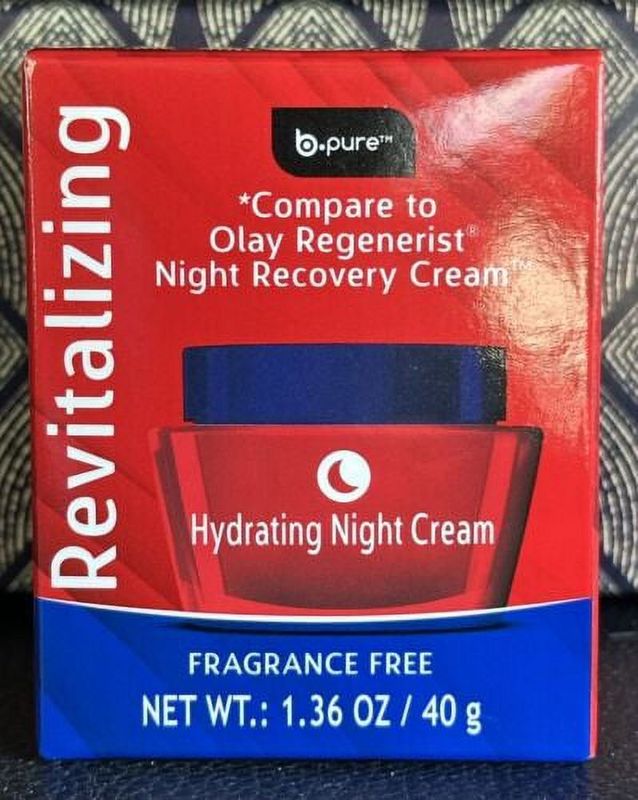 Revitalizing
b.pure™
*Compare to
Olay Regenerist®
Night Recovery Cream™
Hydrating Night Cream
FRAGRANCE FREE
NET WT.: 1.36 OZ / 40 g